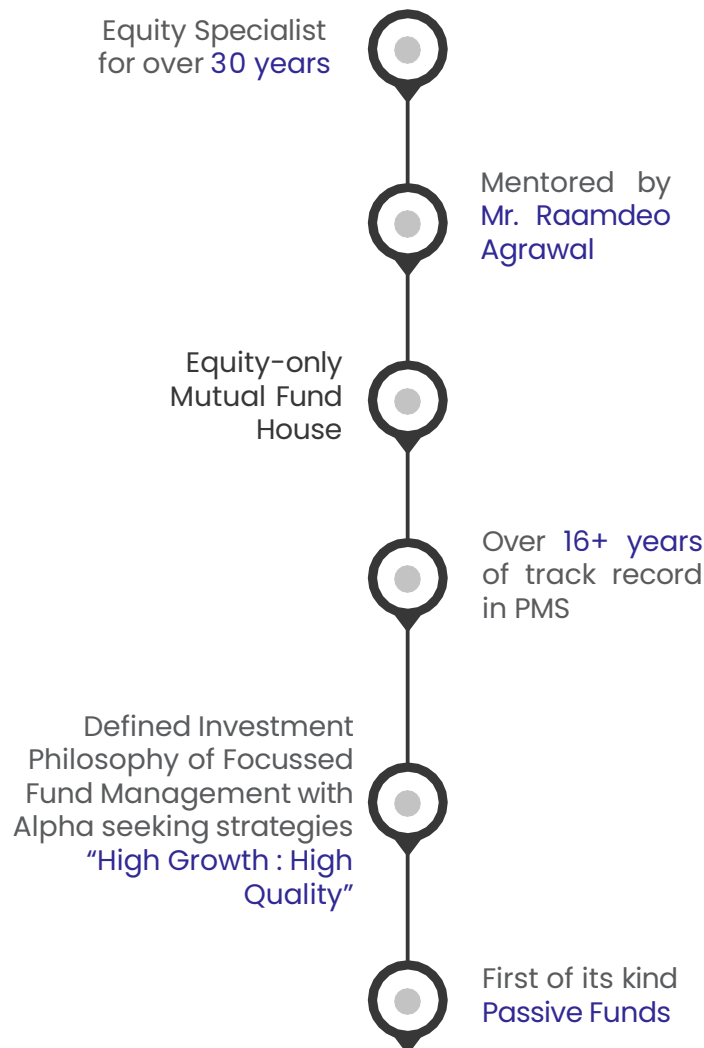 Equity Specialist
for over 30 years
Mentored by
Mr. Raamdeo
Agrawal
Equity-only
Mutual Fund
House
Over 16+ years
of track record
in PMS
Defined Investment
Philosophy of Focussed
Fund Management with
Alpha seeking strategies
“High Growth : High
Quality”
First of its kind
Passive Funds